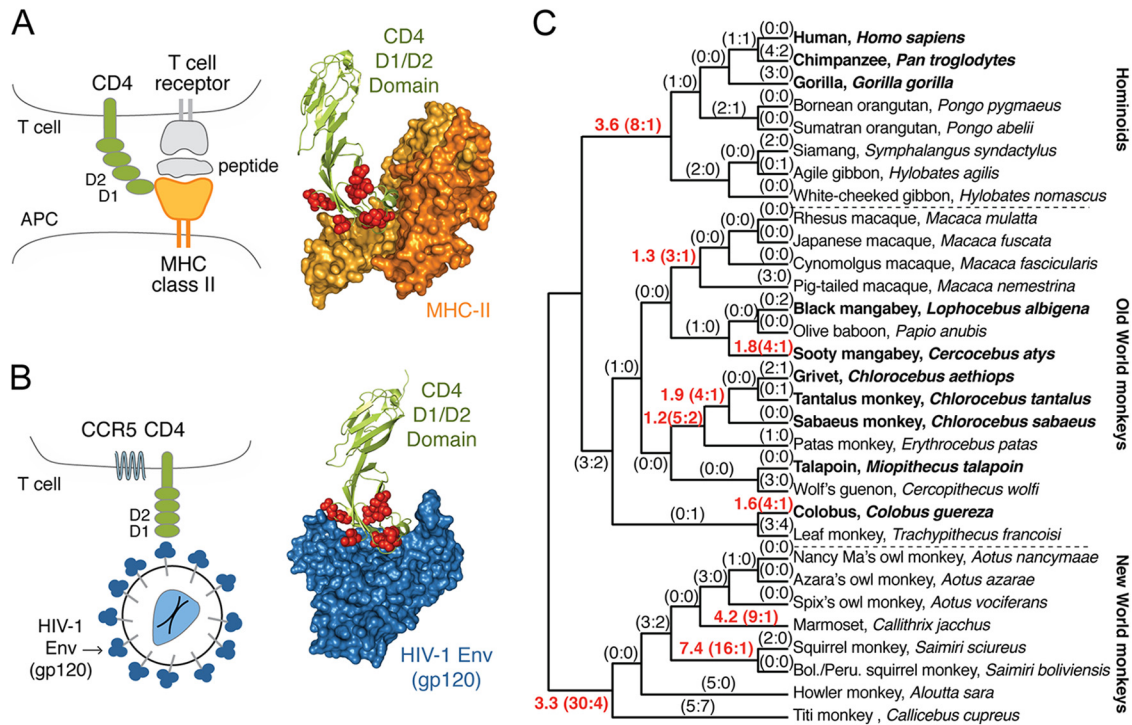 A
CD4
T cell
receptor
T cell
peptide
D2
D1
APC
MHC
class II
CD4
D1/D2
Domain
MHC-II
B
CCR5 CD4
T cell
D2
D1
HIV-1
Env
(gp120)
CD4
D1/D2
Domain
HIV-1 Env
(gp120)
C
(0:0)
Human, Homo sapiens
(1:1)
(4:2)
Chimpanzee, Pan troglodytes
(0:0)
(3:0)
Gorilla, Gorilla gorilla
(1:0)
(0:0)
Bornean orangutan, Pongo pygmaeus
(2:1)
(0:0)
Sumatran orangutan, Pongo abelii
3.6 (8:1)
(2:0)
Siamang, Symphalangus syndactylus
(0:0)
(0:1)
Agile gibbon, Hylobates agilis
(2:0)
(0:0)
White-cheeked gibbon, Hylobates nomascus
Hominoids
(0:0)
Rhesus macaque, Macaca mulatta
(0:0)
(0:0)
Japanese macaque, Macaca fuscata
(0:0)
(0:0)
Cynomolgus macaque, Macaca fascicularis
1.3 (3:1)
(3:0)
Pig-tailed macaque, Macaca nemestrina
(0:0)
(0:2)
Black mangabey, Lophocebus albigena
(0:0)
(0:0)
Olive baboon, Papio anubis
(1:0)
1.8(4:1)
Sooty mangabey, Cercocebus atys
(1:0)
(2:1)
Grivet, Chlorocebus aethiops
(0:0)
(0:1)
Tantalus monkey, Chlorocebus tantalus
1.9 (4:1)
(0:0)
Sabaeus monkey, Chlorocebus sabaeus
1.2(5:2)
(1:0)
Patas monkey, Erythrocebus patas
(0:0)
(0:0)
Talapoin, Miopithecus talapoin
(0:0)
(3:0)
Wolf's guenon, Cercopithecus wolfi
(3:2)
1.6(4:1)
Colobus, Colobus guereza
(0:1)
(3:4)
Leaf monkey, Trachypithecus francoisi
Old World monkeys
(0:0)
Nancy Ma's owl monkey, Aotus nancymaae
(1:0)
(0:0)
Azara's owl monkey, Aotus azarae
(3:0)
(0:0)
Spix's owl monkey, Aotus vociferans
(0:0)
4.2 (9:1)
Marmoset, Callithrix jacchus
(3:2)
(2:0)
Squirrel monkey, Saimiri sciureus
7.4 (16:1)
(0:0)
Bol./Peru. squirrel monkey, Saimiri boliviensis
(0:0)
(5:0)
Howler monkey, Aloutta sara
3.3 (30:4)
(5:7)
Titi monkey , Callicebus cupreus
New World monkeys